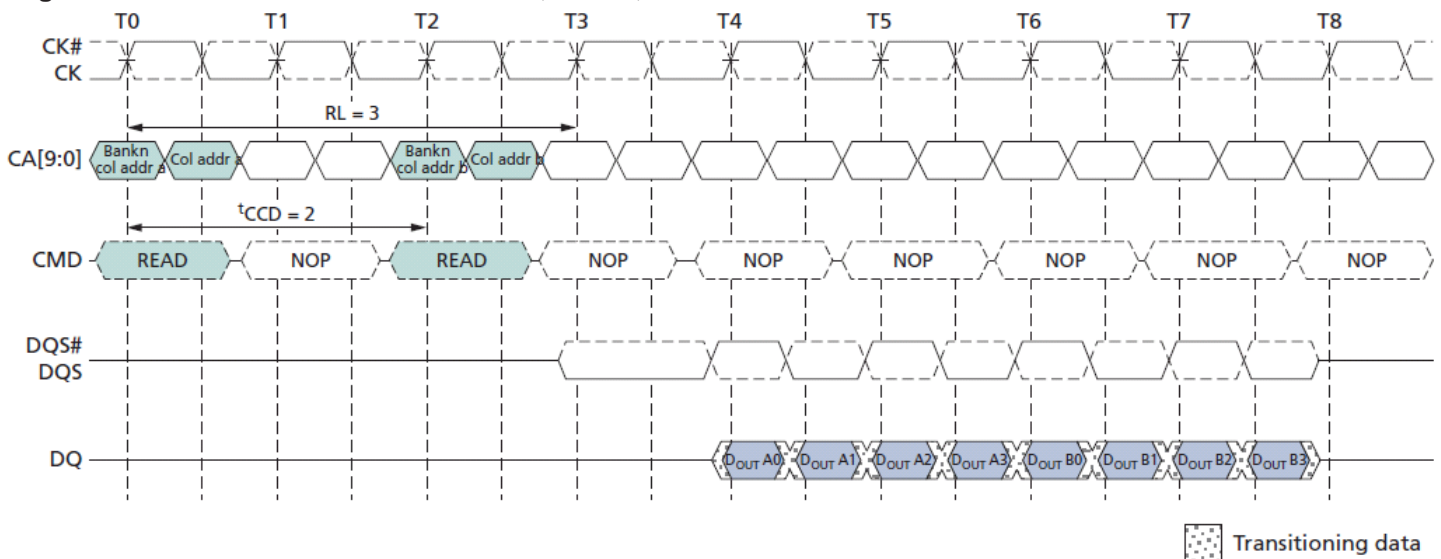 T0 T1 T2 T3 T4 T5 T6 T7 T8
CK#
CK
RL = 3
CA[9:0]
Bankn
col addr a
Col addr a
Bankn
col addr b
Col addr b
tCCD = 2
CMD READ NOP READ NOP NOP NOP NOP NOP NOP
DQS#
DQS
DQ DOUT A0 DOUT A1 DOUT A2 DOUT A3 DOUT B0 DOUT B1 DOUT B2 DOUT B3
Transitioning data